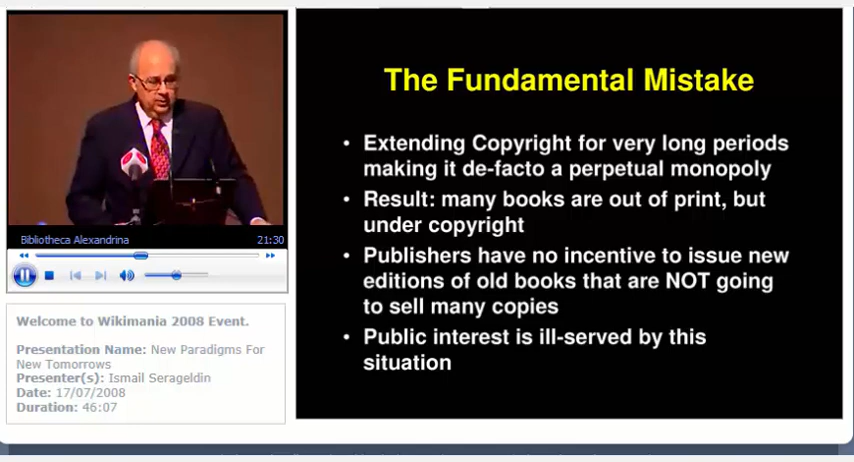 Bibliotheca Alexandrina 21:30
Welcome to Wikimania 2008 Event.
Presentation Name: New Paradigms For
New Tomorrows
Presenter(s): Ismail Serageldin
Date: 17/07/2008
Duration: 46:07
The Fundamental Mistake
• Extending Copyright for very long periods
making it de-facto a perpetual monopoly
• Result: many books are out of print, but
under copyright
• Publishers have no incentive to issue new
editions of old books that are NOT going
to sell many copies
• Public interest is ill-served by this
situation